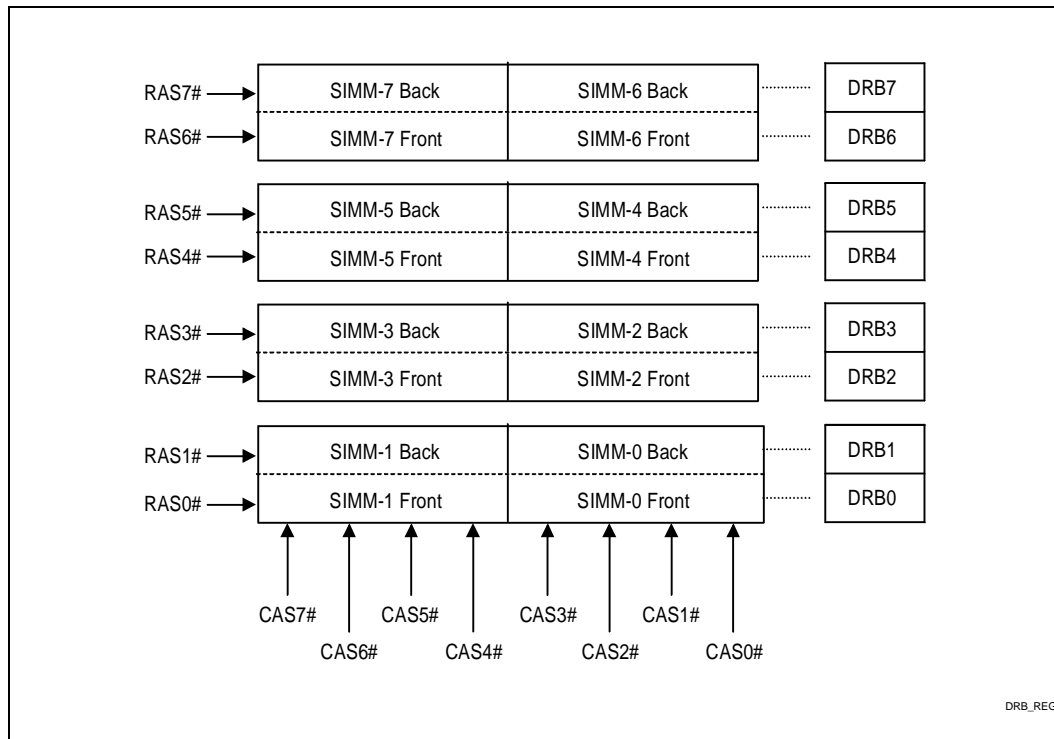 RAS7# SIMM-7 Back SIMM-6 Back DRB7
RAS6# SIMM-7 Front SIMM-6 Front DRB6
RAS5# SIMM-5 Back SIMM-4 Back DRB5
RAS4# SIMM-5 Front SIMM-4 Front DRB4
RAS3# SIMM-3 Back SIMM-2 Back DRB3
RAS2# SIMM-3 Front SIMM-2 Front DRB2
RAS1# SIMM-1 Back SIMM-0 Back DRB1
RAS0# SIMM-1 Front SIMM-0 Front DRB0
CAS7# CAS5# CAS3# CAS1#
CAS6# CAS4# CAS2# CAS0#
DRB_REG